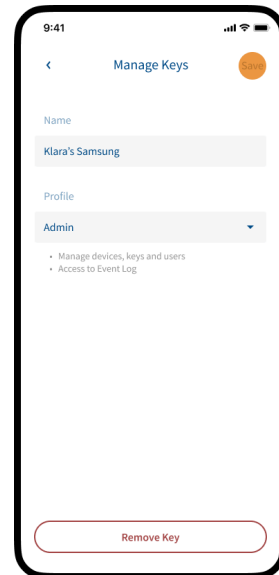 9:41
Manage Keys
Save
Name
Klara's Samsung
Profile
Admin
• Manage devices, keys and users
• Access to Event Log
Remove Key